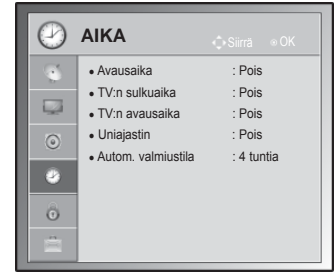 AIKA
Siirrä OK
• Avausaika : Pois
• TV:n sulkuaika : Pois
• TV:n avausaika : Pois
• Uniajastin : Pois
• Autom. valmiustila : 4 tuntia